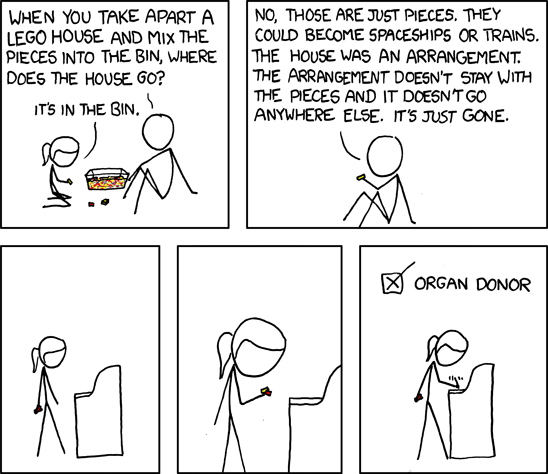 WHEN YOU TAKE APART A
LEGO HOUSE AND MIX THE
PIECES INTO THE BIN, WHERE
DOES THE HOUSE GO?
IT'S IN THE BIN.
NO, THOSE ARE JUST PIECES. THEY
COULD BECOME SPACESHIPS OR TRAINS.
THE HOUSE WAS AN ARRANGEMENT.
THE ARRANGEMENT DOESN'T STAY WITH
THE PIECES AND IT DOESN'T GO
ANYWHERE ELSE. IT'S JUST GONE.
ORGAN DONOR